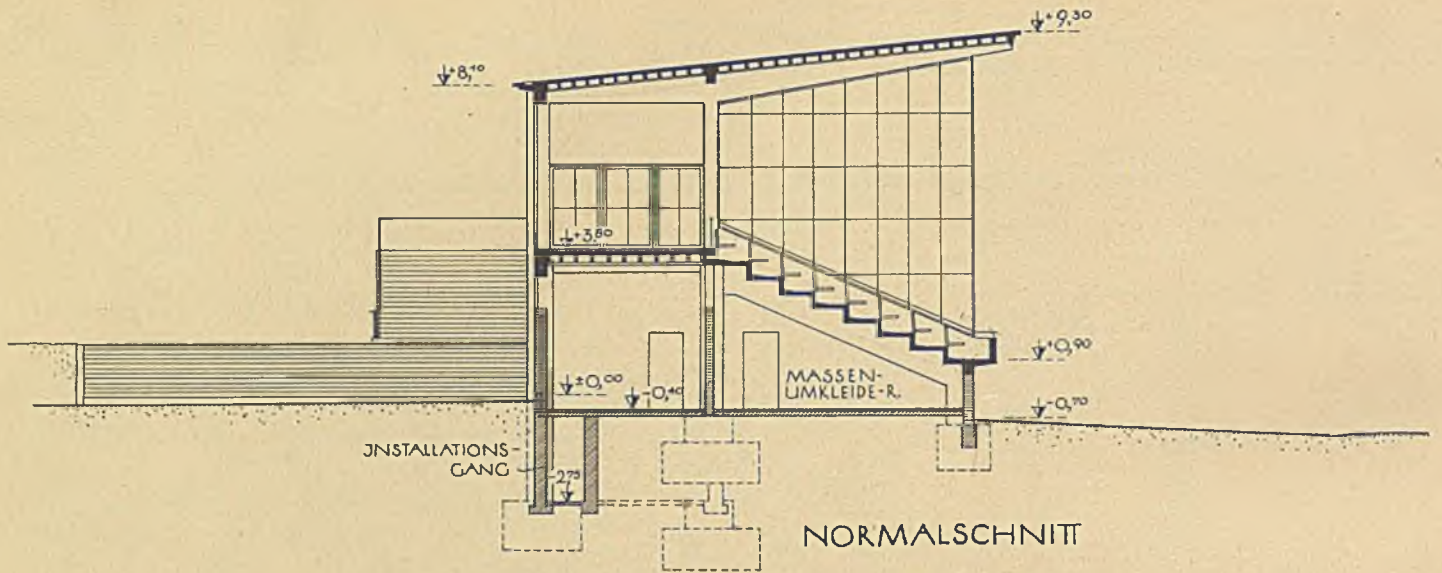 +9,30
+8,10
+3,80
+0,90
±0,00
-0,40
MASSEN-
UMKLEIDE-R.
-0,70
JNSTALLATIONS-
GANG
-2,75
NORMALSCHNITT